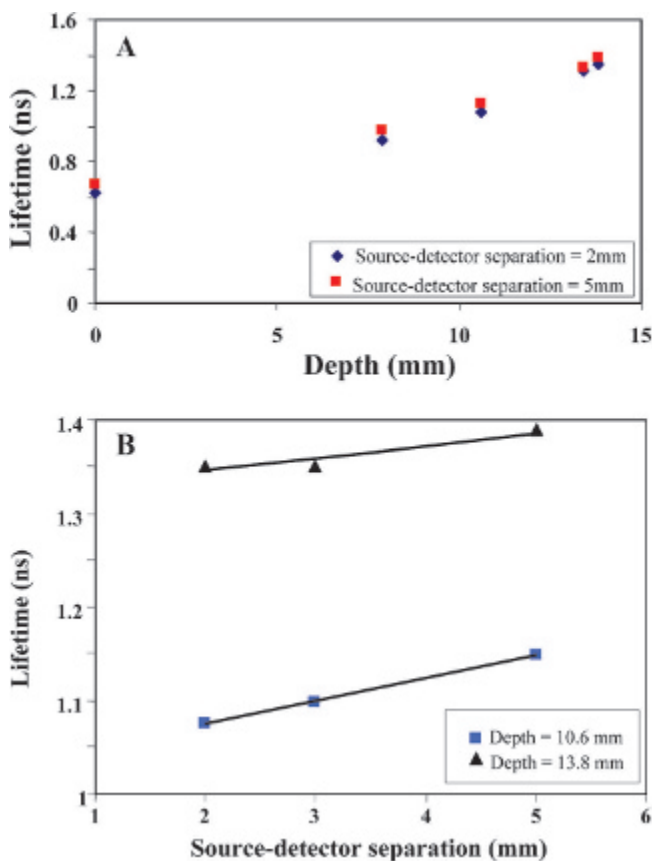 A
1.6
1.2
0.8
0.4
0
Lifetime (ns)
Source-detector separation = 2mm
Source-detector separation = 5mm
0 5 10 15
Depth (mm)
B
1.4
1.3
1.2
1.1
1
Lifetime (ns)
Depth = 10.6 mm
Depth = 13.8 mm
1 2 3 4 5 6
Source-detector separation (mm)